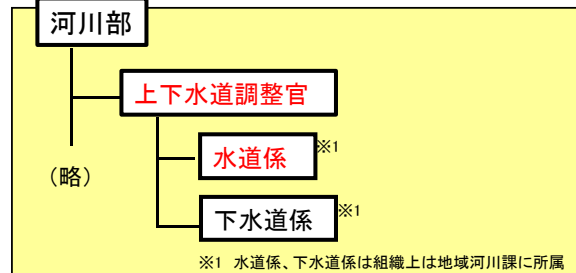 河川部
上下水道調整官
水道係 ※1
(略)
下水道係 ※1
※1 水道係、下水道係は組織上は地域河川課に所属